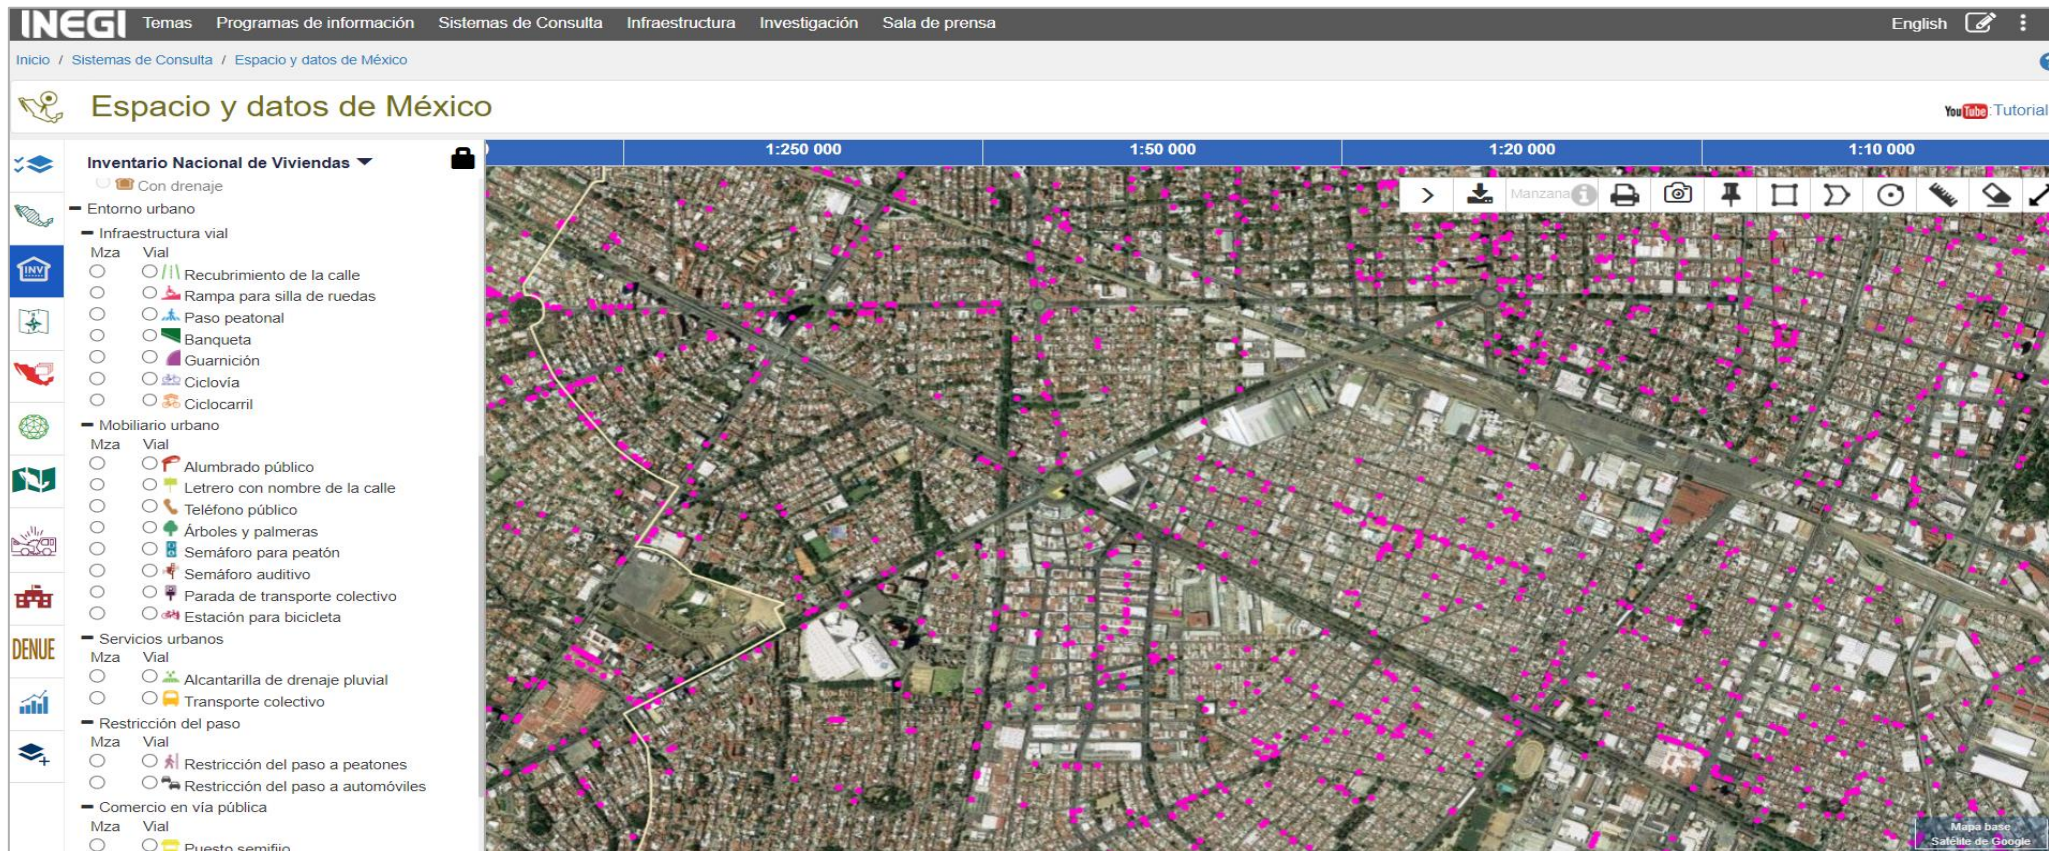 INEGI Temas Programas de información Sistemas de Consulta Infraestructura Investigación Sala de prensa English
Inicio / Sistemas de Consulta / Espacio y datos de México
Espacio y datos de México
YouTube Tutorial
Inventario Nacional de Viviendas
1:250 000 1:50 000 1:20 000 1:10 000
Con drenaje
Manzana
Entorno urbano
Infraestructura vial
Mza Vial
INV
Recubrimiento de la calle
Rampa para silla de ruedas
Paso peatonal
Banqueta
Guarnición
Ciclovía
Ciclocarril
Mobiliario urbano
Mza Vial
Alumbrado público
Letrero con nombre de la calle
Teléfono público
Árboles y palmeras
Semáforo para peatón
Semáforo auditivo
Parada de transporte colectivo
Estación para bicicleta
Servicios urbanos
DENUE
Mza Vial
Alcantarilla de drenaje pluvial
Transporte colectivo
Restricción del paso
Mza Vial
Restricción del paso a peatones
Restricción del paso a automóviles
Comercio en vía pública
Mza Vial
Puesto semifijo
Mapa base
Satélite de Google